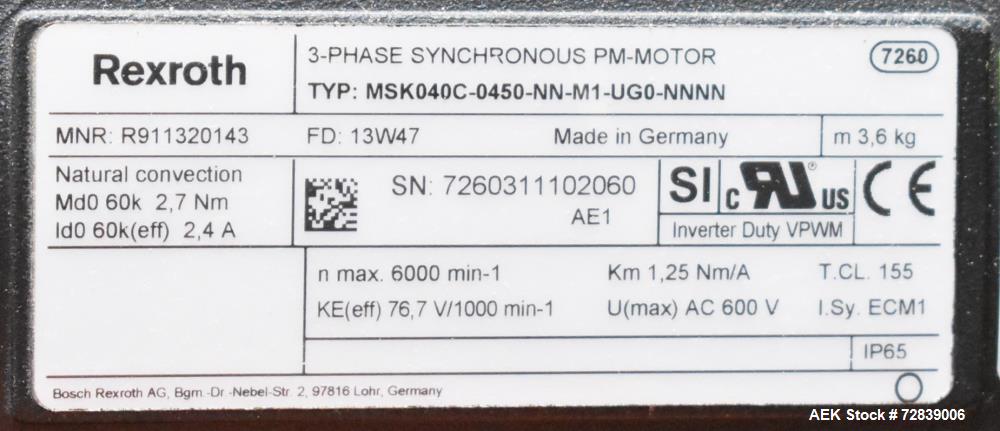 Rexroth
3-PHASE SYNCHRONOUS PM-MOTOR
7260
TYP: MSK040C-0450-NN-M1-UG0-NNNN
MNR: R911320143 FD: 13W47 Made in Germany m 3,6 kg
Natural convection
Md0 60k 2,7 Nm
Id0 60k(eff) 2,4 A
SN: 7260311102060
AE1
SI c RU ® US CE
Inverter Duty VPWM
n max. 6000 min-1 Km 1,25 Nm/A T.CL. 155
KE(eff) 76,7 V/1000 min-1 U(max) AC 600 V I.Sy. ECM1
IP65
Bosch Rexroth AG, Bgm.-Dr.-Nebel-Str. 2, 97816 Lohr, Germany
AEK Stock # 72839006